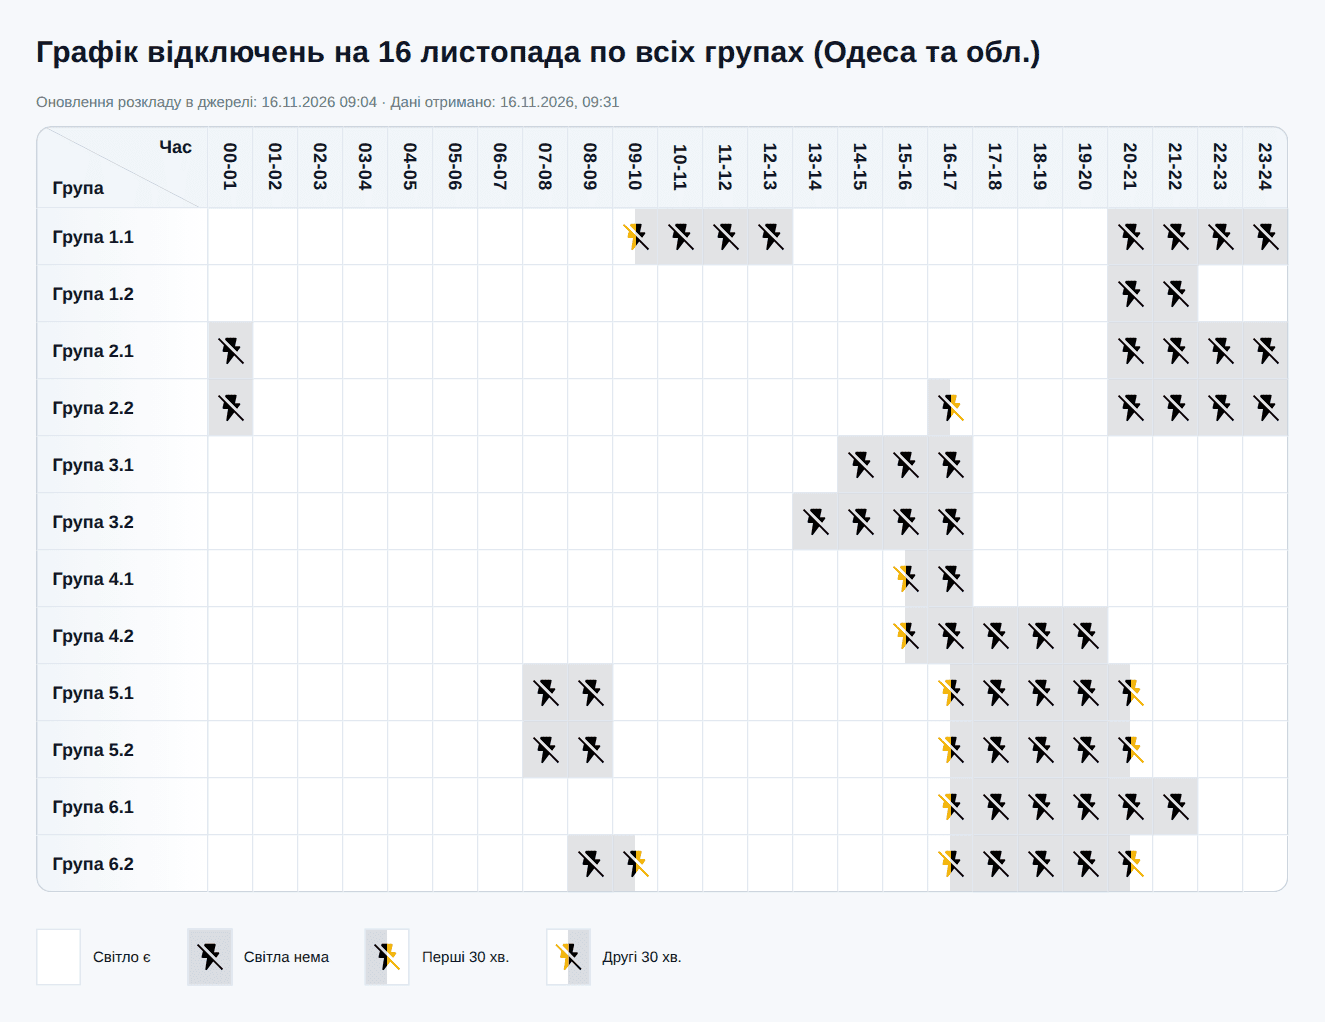 Графік відключень на 16 листопада по всіх групах (Одеса та обл.)
Оновлення розкладу в джерелі: 16.11.2026 09:04 · Дані отримано: 16.11.2026, 09:31
Час
Група
00-01 01-02 02-03 03-04 04-05 05-06 06-07 07-08 08-09 09-10 10-11 11-12 12-13 13-14 14-15 15-16 16-17 17-18 18-19 19-20 20-21 21-22 22-23 23-24
Група 1.1
Група 1.2
Група 2.1
Група 2.2
Група 3.1
Група 3.2
Група 4.1
Група 4.2
Група 5.1
Група 5.2
Група 6.1
Група 6.2
Світло є Світла нема Перші 30 хв. Другі 30 хв.